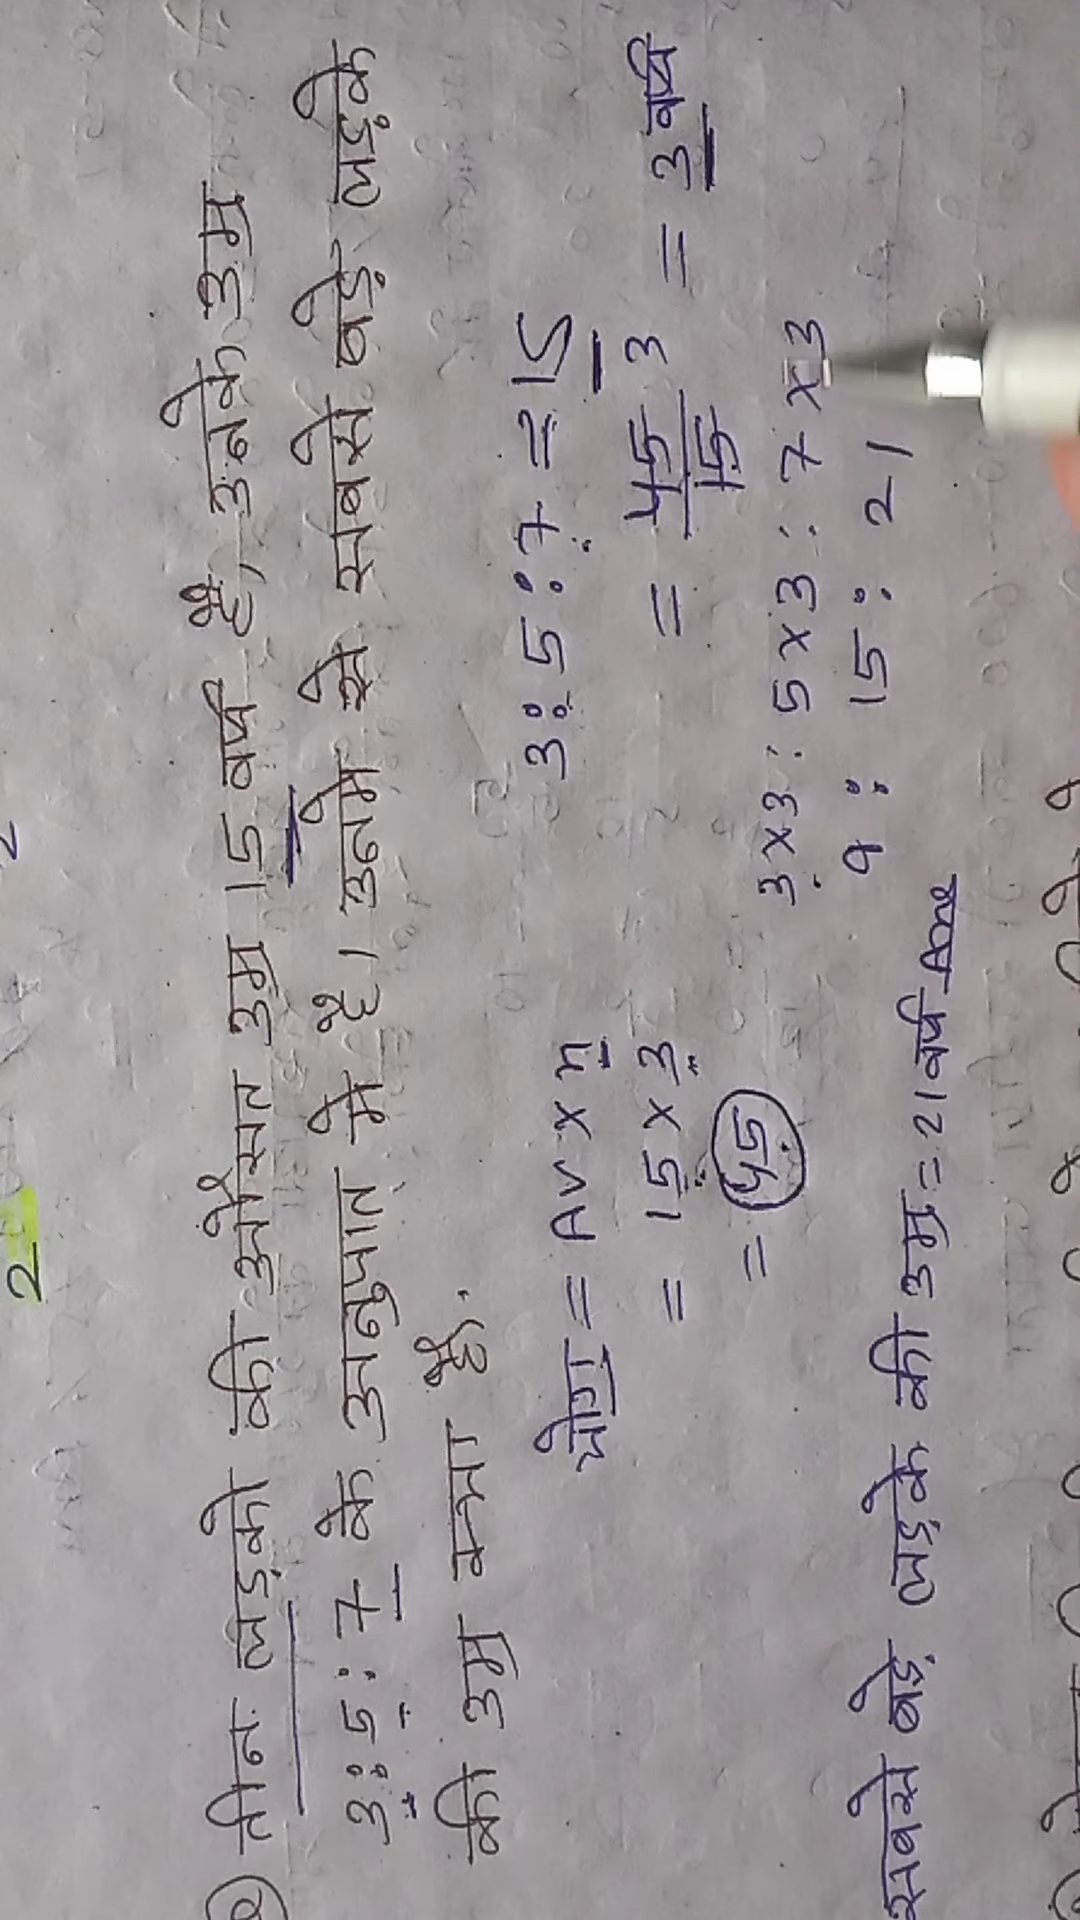 2
तीन लड़को की औसत उम्र 15 वर्ष है, उनके उम्र
3:5:7 के अनुपात मे है। उनमे से सबसे बड़े लड़के
की उम्र क्या है.
योग = AV × n
= 15 × 3
= 45
3:5:7 = 15
= 45/15 3 = 3 वर्ष
3×3 : 5×3 : 7×3
9 : 15 : 21
सबसे बड़े लड़के की उम्र = 21 वर्ष Ans